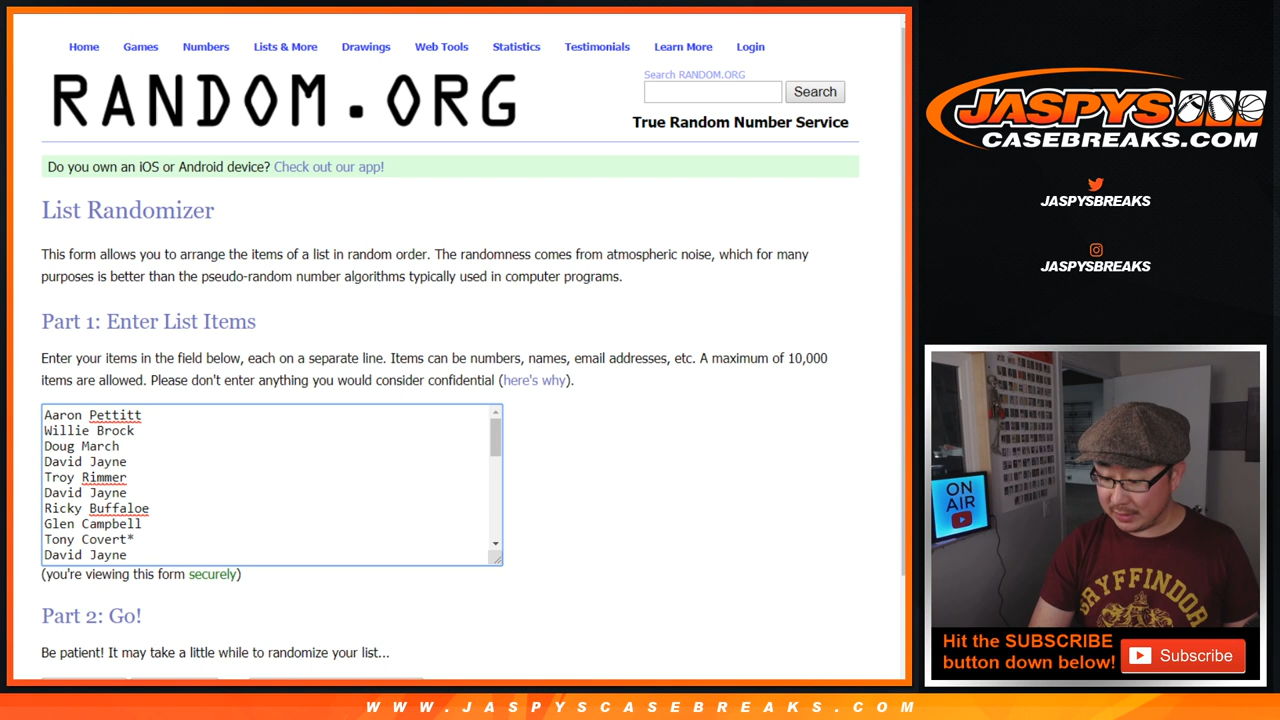 Home Games Numbers Lists & More Drawings Web Tools Statistics Testimonials Learn More Login
RANDOM.ORG
Search RANDOM.ORG
Search
True Random Number Service
Do you own an iOS or Android device? Check out our app!
List Randomizer
This form allows you to arrange the items of a list in random order. The randomness comes from atmospheric noise, which for many
purposes is better than the pseudo-random number algorithms typically used in computer programs.
Part 1: Enter List Items
Enter your items in the field below, each on a separate line. Items can be numbers, names, email addresses, etc. A maximum of 10,000
items are allowed. Please don't enter anything you would consider confidential (here's why).
Aaron Pettitt
Willie Brock
Doug March
David Jayne
Troy Rimmer
David Jayne
Ricky Buffaloe
Glen Campbell
Tony Covert*
David Jayne
(you're viewing this form securely)
Part 2: Go!
Be patient! It may take a little while to randomize your list...
JASPYS
CASEBREAKS.COM
JASPYSBREAKS
JASPYSBREAKS
ON
AIR
GRYFFINDOR
Hit the SUBSCRIBE
button down below!
Subscribe
WWW.JASPYSCASEBREAKS.COM